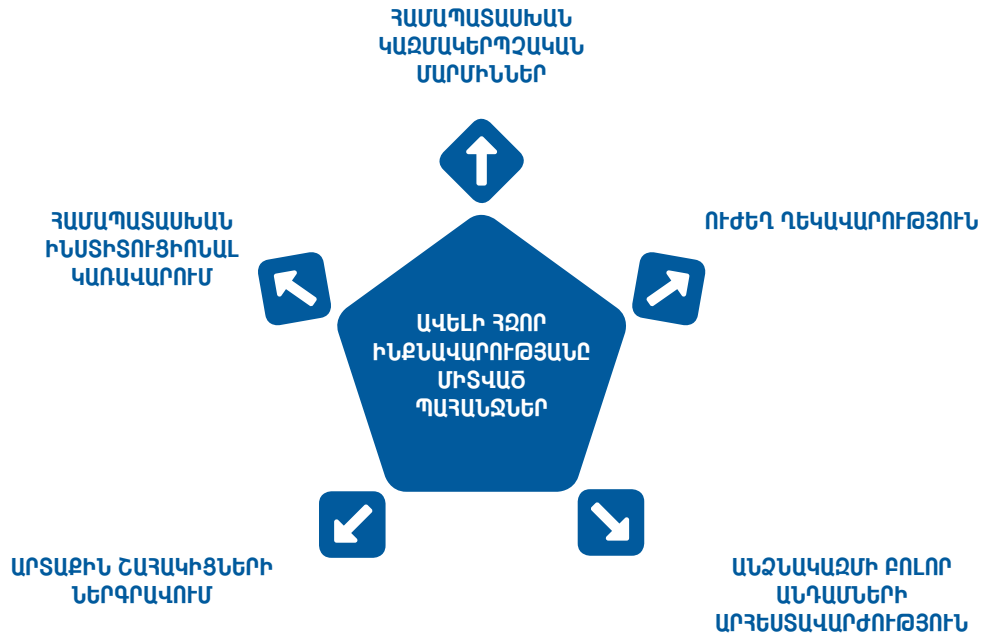 ՀԱՄԱՊԱՏԱՍԽԱՆ
ԿԱԶՄԱԿԵՐՊՉԱԿԱՆ
ՄԱՐՄԻՆՆԵՐ
ՀԱՄԱՊԱՏԱՍԽԱՆ
ԻՆՍՏԻՏՈՒՑԻՈՆԱԼ
ԿԱՌԱՎԱՐՈՒՄ
ՈՒԺԵՂ ՂԵԿԱՎԱՐՈՒԹՅՈՒՆ
ԱՎԵԼԻ ՀԶՈՐ
ԻՆՔՆԱՎԱՐՈՒԹՅԱՆԸ
ՄԻՏՎԱԾ
ՊԱՀԱՆՋՆԵՐ
ԱՐՏԱՔԻՆ ՇԱՀԱԿԻՑՆԵՐԻ
ՆԵՐԳՐԱՎՈՒՄ
ԱՆՁՆԱԿԱԶՄԻ ԲՈԼՈՐ
ԱՆԴԱՄՆԵՐԻ
ԱՐՀԵՍՏԱՎԱՐԺՈՒԹՅՈՒՆ